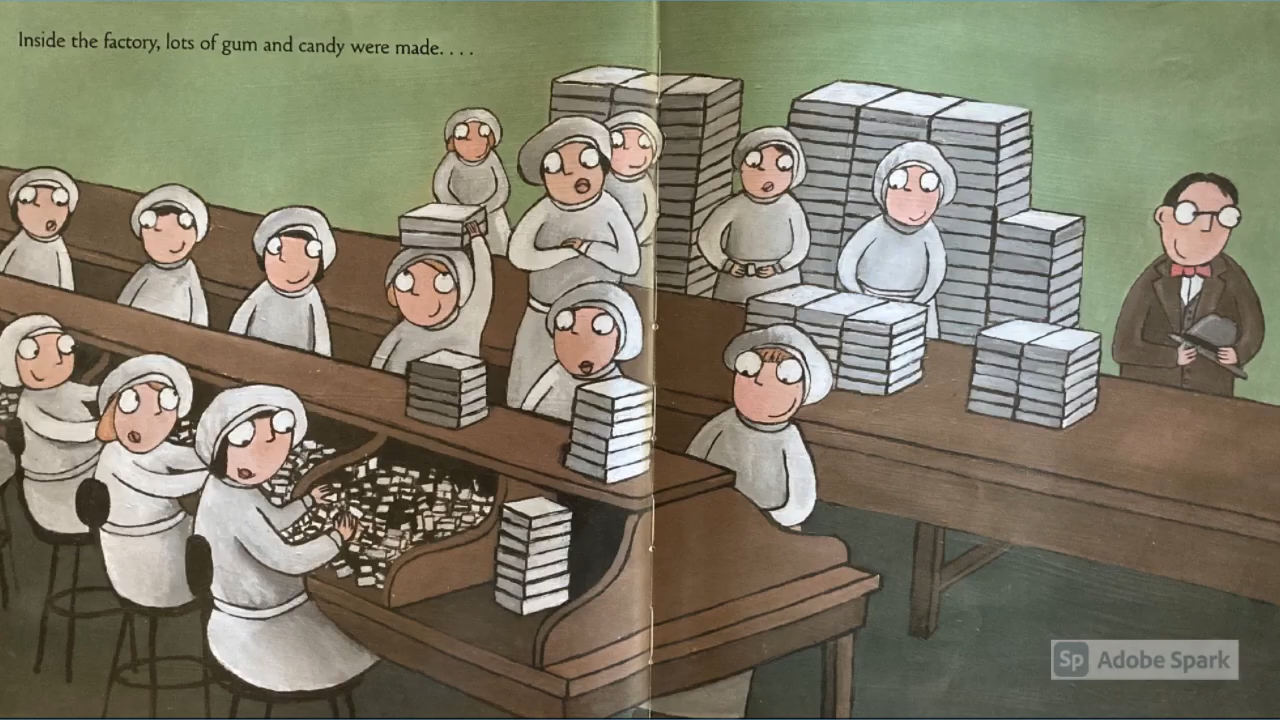 Inside the factory, lots of gum and candy were made. . . .
Sp Adobe Spark